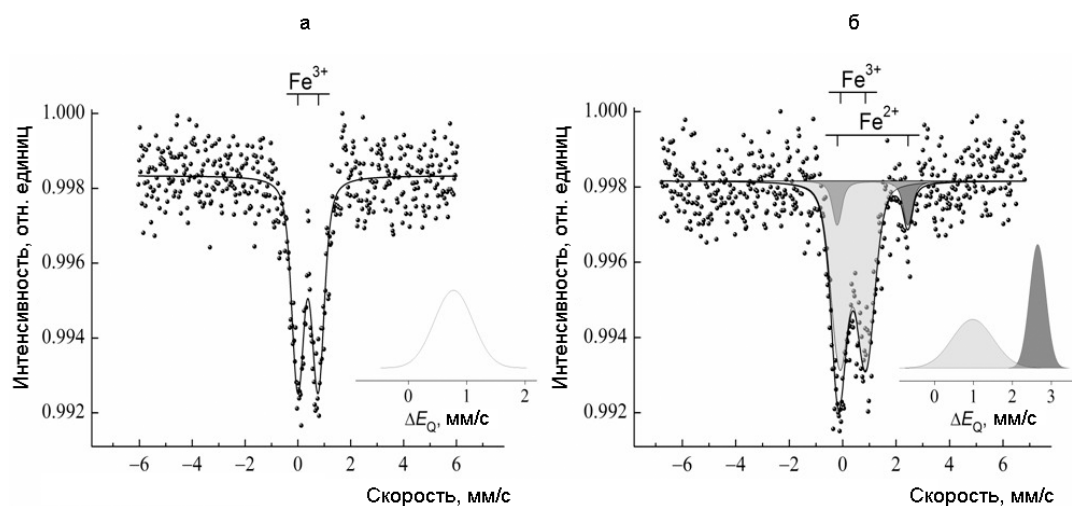 а
Fe3+
1.000
0.998
0.996
0.994
0.992
Интенсивность, отн. единиц
0 1 2
ΔEQ, мм/с
−6 −4 −2 0 2 4 6
Скорость, мм/с
б
Fe3+
Fe2+
1.000
0.998
0.996
0.994
0.992
Интенсивность, отн. единиц
0 1 2 3
ΔEQ, мм/с
−6 −4 −2 0 2 4 6
Скорость, мм/с